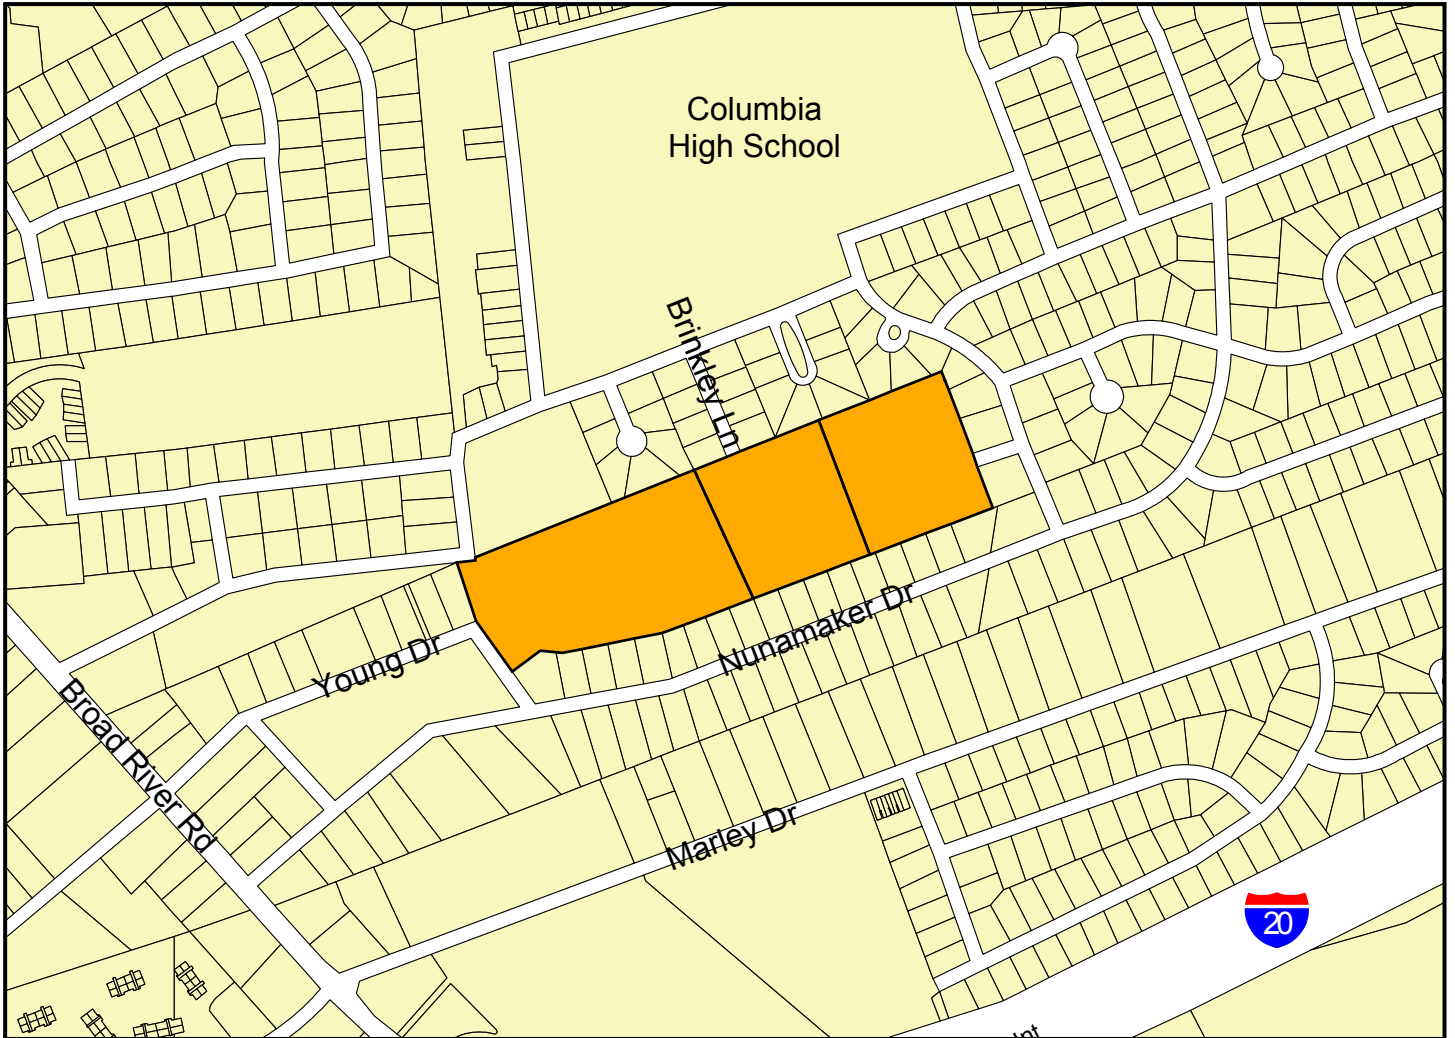 Columbia
High School
Brinkley Ln
Nunamaker Dr
Young Dr
Broad River Rd
Marley Dr
20